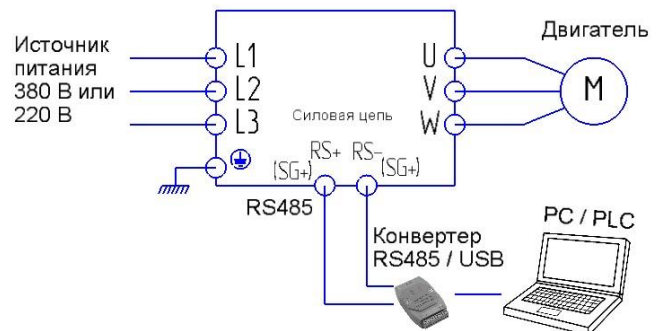 Источник
питания
380 В или
220 В
L1
L2
L3
Силовая цепь
U
V
W
Двигатель
M
RS+ RS-
(SG+) (SG+)
RS485
Конвертер
RS485 / USB
PC / PLC